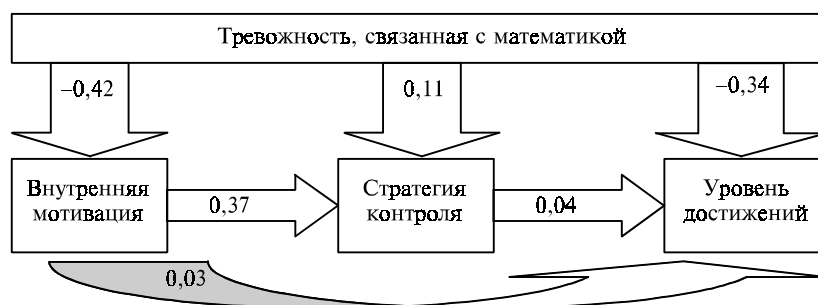 Тревожность, связанная с математикой
–0,42
0,11
–0,34
Внутренняя
мотивация
0,37
Стратегия
контроля
0,04
Уровень
достижений
0,03